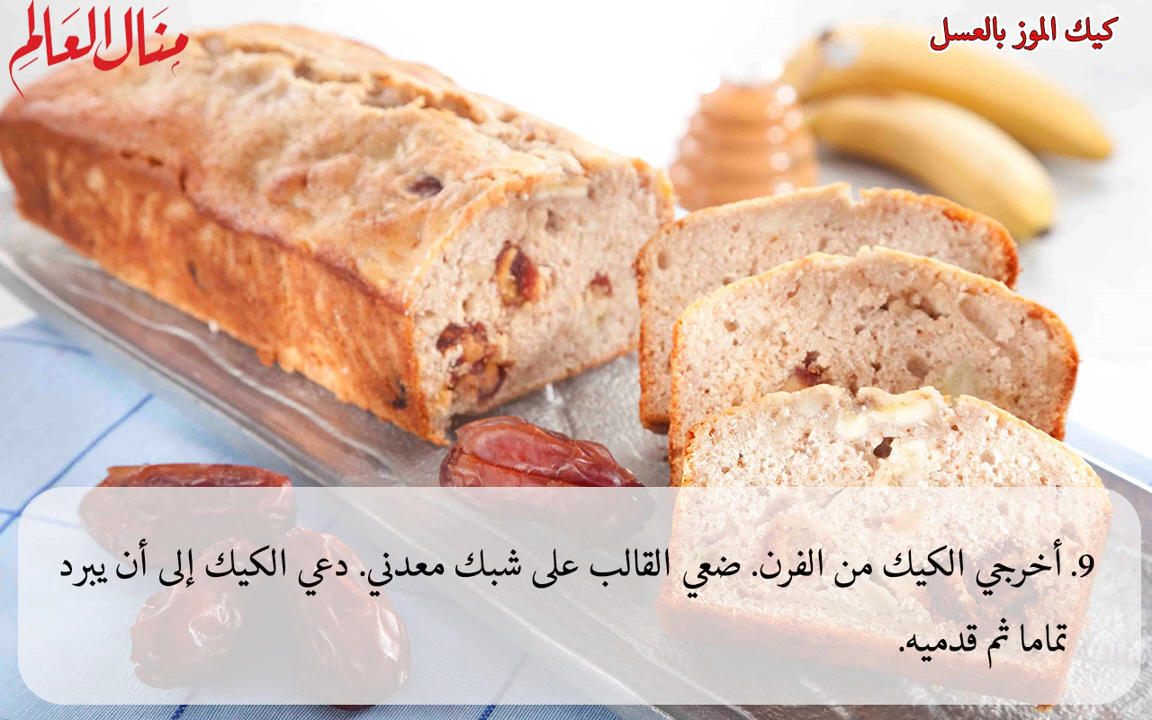 منال العالم
كيك الموز بالعسل
9. أخرجي الكيك من الفرن. ضعي القالب على شبك معدني. دعي الكيك إلى أن يبرد
تماما ثم قدميه.